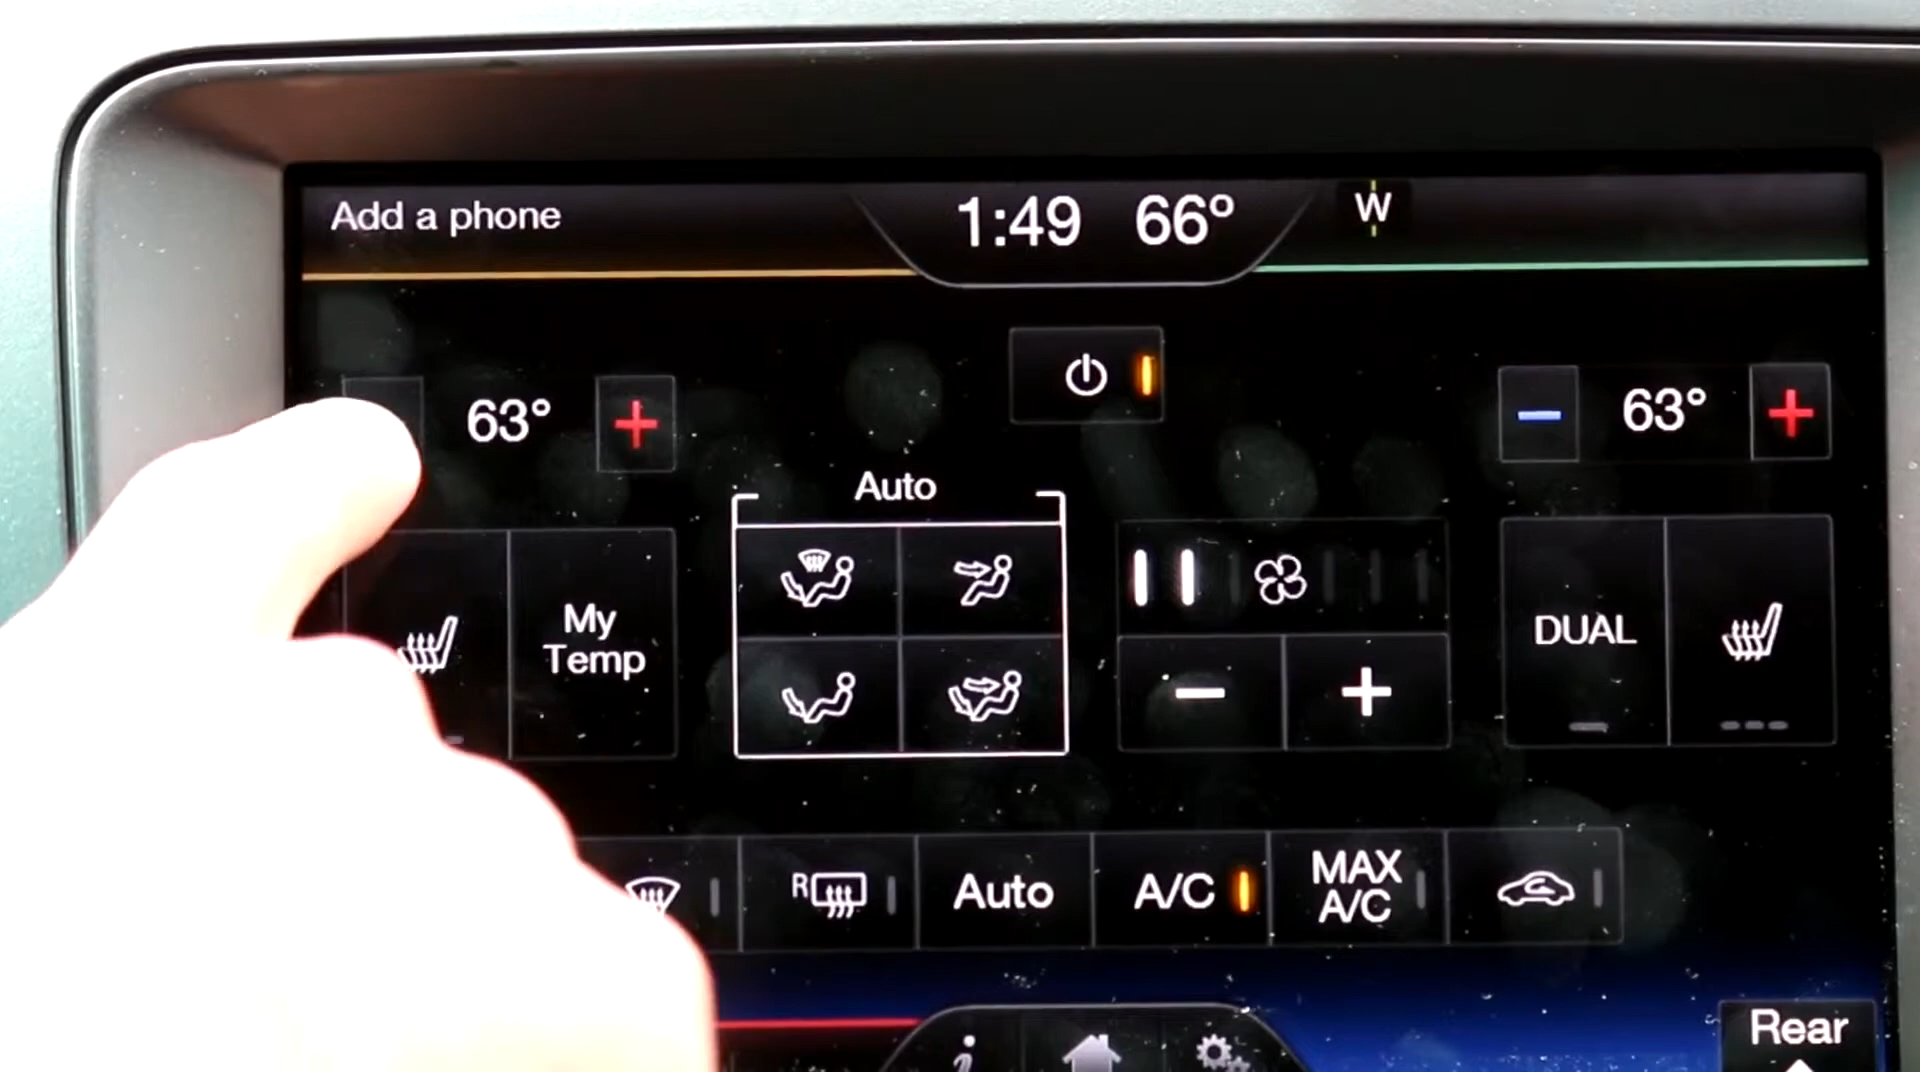 Add a phone
1:49 66°
W
63°
63°
Auto
My
Temp
DUAL
R
Auto
A/C
MAX
A/C
Rear